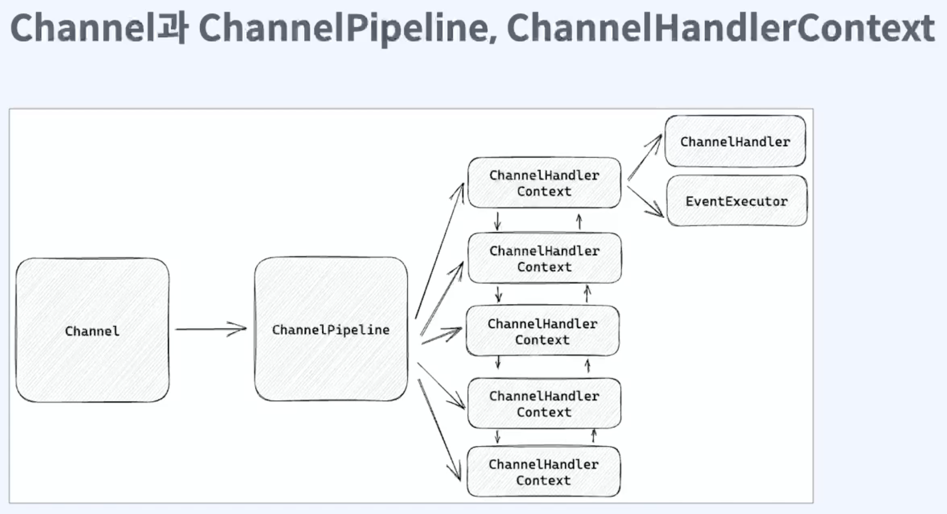 Channel과 ChannelPipeline, ChannelHandlerContext
Channel
ChannelPipeline
ChannelHandler
Context
ChannelHandler
Context
ChannelHandler
Context
ChannelHandler
Context
ChannelHandler
Context
ChannelHandler
EventExecutor